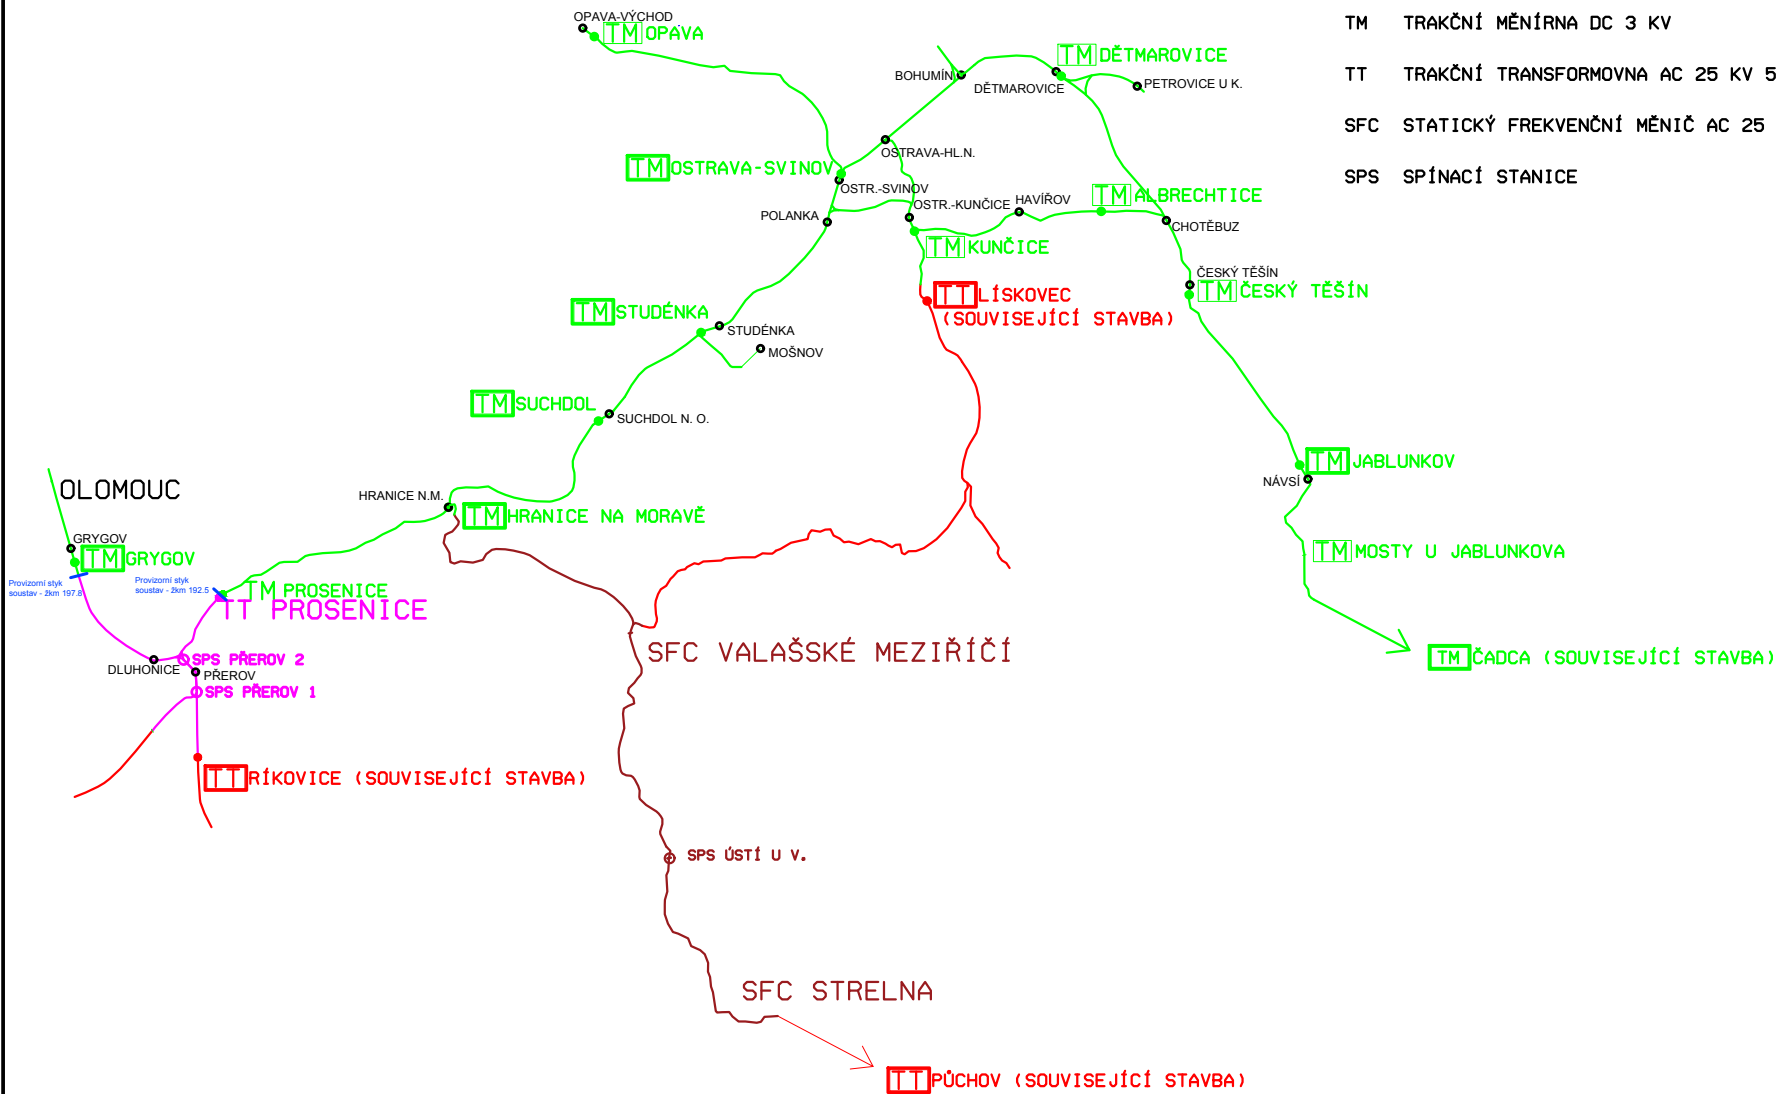 OPAVA-VÝCHOD
TM OPAVA
TM TRAKČNÍ MĚNÍRNA DC 3 KV
TT TRAKČNÍ TRANSFORMOVNA AC 25 KV 5
SFC STATICKÝ FREKVENČNÍ MĚNIČ AC 25
SPS SPÍNACÍ STANICE
TM DĚTMAROVICE
BOHUMÍN
DĚTMAROVICE
PETROVICE U K.
OSTRAVA-HL.N.
TM OSTRAVA-SVINOV
OSTR.-SVINOV
TM ALBRECHTICE
OSTR.-KUNČICE
HAVÍŘOV
POLANKA
CHOTĚBUZ
TM KUNČICE
ČESKÝ TĚŠÍN
TM ČESKÝ TĚŠÍN
TT LÍSKOVEC
(SOUVISEJÍCÍ STAVBA)
TM STUDÉNKA
STUDÉNKA
MOŠNOV
TM SUCHDOL
SUCHDOL N. O.
TM JABLUNKOV
NÁVSÍ
OLOMOUC
HRANICE N.M.
TM HRANICE NA MORAVĚ
GRYGOV
TM GRYGOV
TM MOSTY U JABLUNKOVA
Provizorní styk
soustav - žkm 197.8
Provizorní styk
soustav - žkm 192.5
TM PROSENICE
TT PROSENICE
SFC VALAŠSKÉ MEZIŘÍČÍ
TM ČADCA (SOUVISEJÍCÍ STAVBA)
SPS PŘEROV 2
DLUHONICE
PŘEROV
SPS PŘEROV 1
TT RÍKOVICE (SOUVISEJÍCÍ STAVBA)
SPS ÚSTÍ U V.
SFC STRELNA
TT PŮCHOV (SOUVISEJÍCÍ STAVBA)